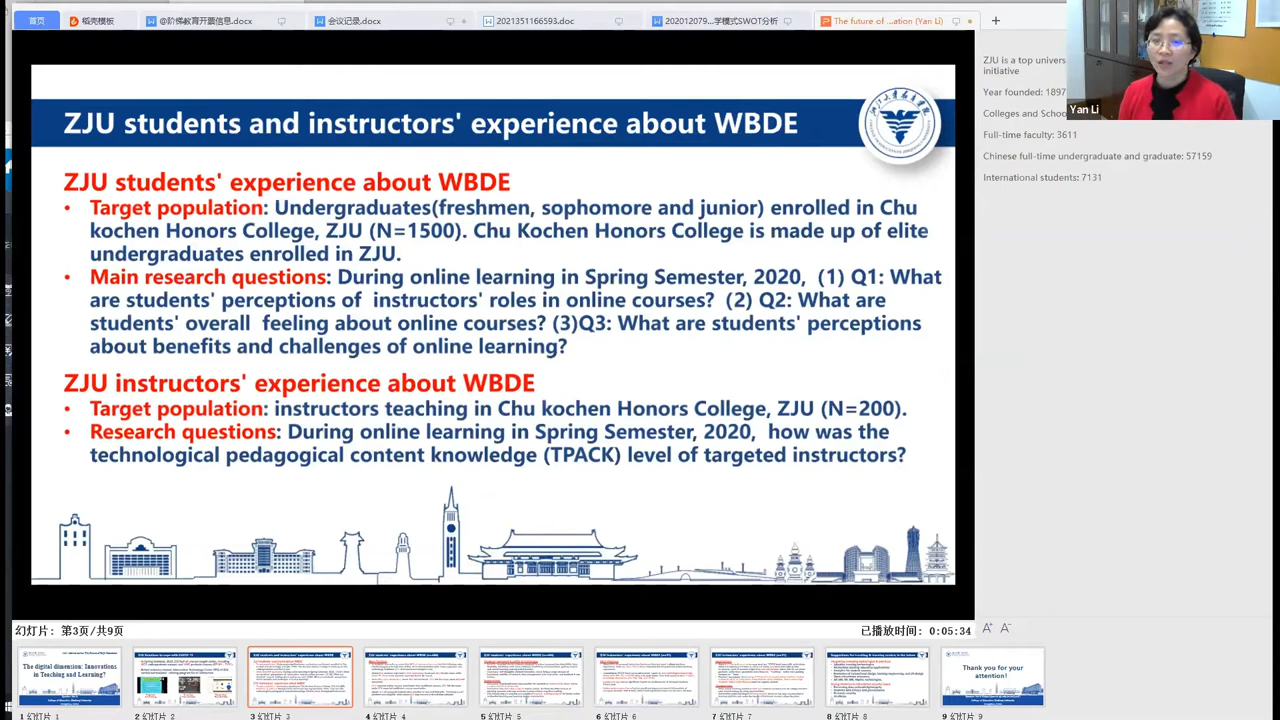 首页
稻壳模板
@阶梯教育开票信息.docx
会议记录.docx
20201231166593.doc
202012079...学模式SWOT分析
The future of ...ation (Yan Li)
ZJU students and instructors' experience about WBDE
ZJU students' experience about WBDE
• Target population: Undergraduates(freshmen, sophomore and junior) enrolled in Chu
kochen Honors College, ZJU (N=1500). Chu Kochen Honors College is made up of elite
undergraduates enrolled in ZJU.
• Main research questions: During online learning in Spring Semester, 2020, (1) Q1: What
are students' perceptions of instructors' roles in online courses? (2) Q2: What are
students' overall feeling about online courses? (3)Q3: What are students' perceptions
about benefits and challenges of online learning?
ZJU instructors' experience about WBDE
• Target population: instructors teaching in Chu kochen Honors College, ZJU (N=200).
• Research questions: During online learning in Spring Semester, 2020, how was the
technological pedagogical content knowledge (TPACK) level of targeted instructors?
Yan Li
ZJU is a top univers
initiative
Year founded: 1897
Colleges and Schoo
Full-time faculty: 3611
Chinese full-time undergraduate and graduate: 57159
International students: 7131
幻灯片: 第3页/共9页
已播放时间: 0:05:34
The digital dimension: Innovations
in Teaching and Learning?
Thank you for your
attention!
幻灯片 1
2 幻灯片 2
3 幻灯片 3
4 幻灯片 4
5 幻灯片 5
6 幻灯片 6
7 幻灯片 7
8 幻灯片 8
9 幻灯片 9